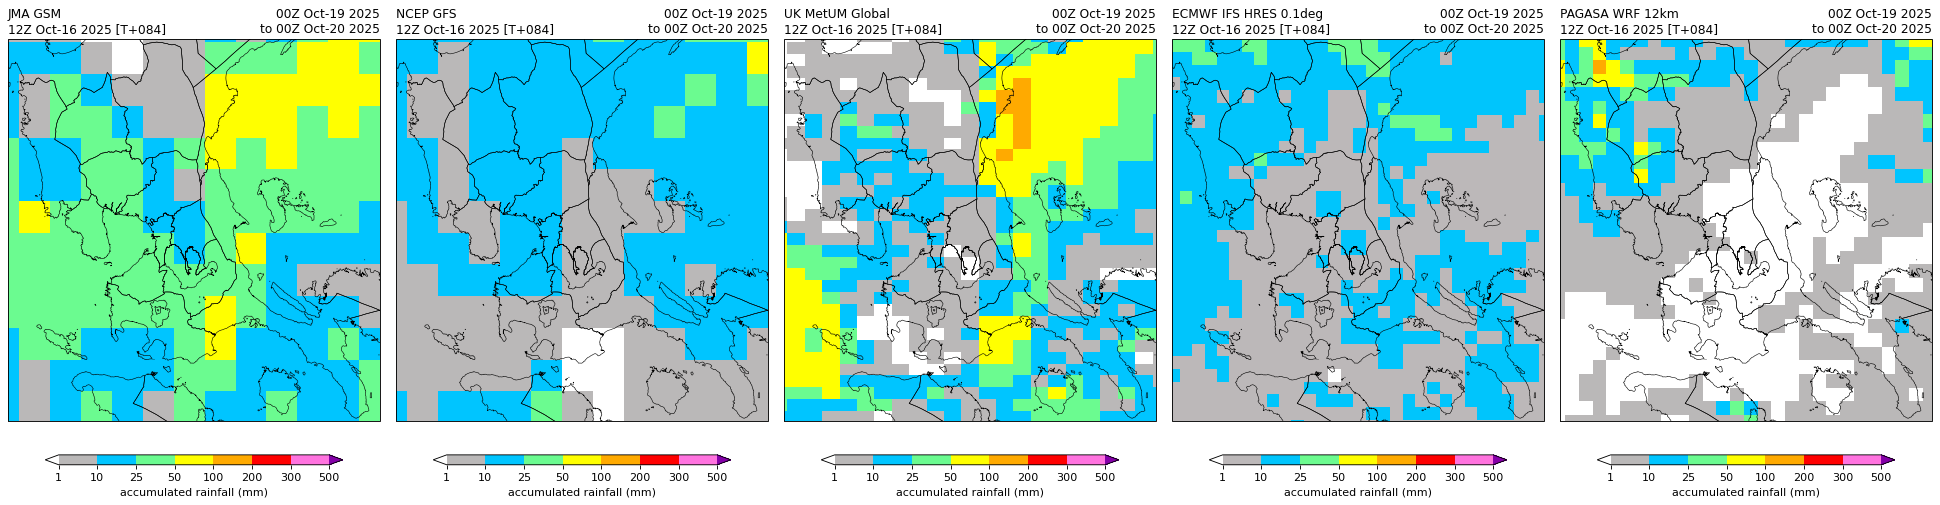 JMA GSM 00Z Oct-19 2025
12Z Oct-16 2025 [T+084] to 00Z Oct-20 2025
1 10 25 50 100 200 300 500
accumulated rainfall (mm)
NCEP GFS 00Z Oct-19 2025
12Z Oct-16 2025 [T+084] to 00Z Oct-20 2025
1 10 25 50 100 200 300 500
accumulated rainfall (mm)
UK MetUM Global 00Z Oct-19 2025
12Z Oct-16 2025 [T+084] to 00Z Oct-20 2025
1 10 25 50 100 200 300 500
accumulated rainfall (mm)
ECMWF IFS HRES 0.1deg 00Z Oct-19 2025
12Z Oct-16 2025 [T+084] to 00Z Oct-20 2025
1 10 25 50 100 200 300 500
accumulated rainfall (mm)
PAGASA WRF 12km 00Z Oct-19 2025
12Z Oct-16 2025 [T+084] to 00Z Oct-20 2025
1 10 25 50 100 200 300 500
accumulated rainfall (mm)